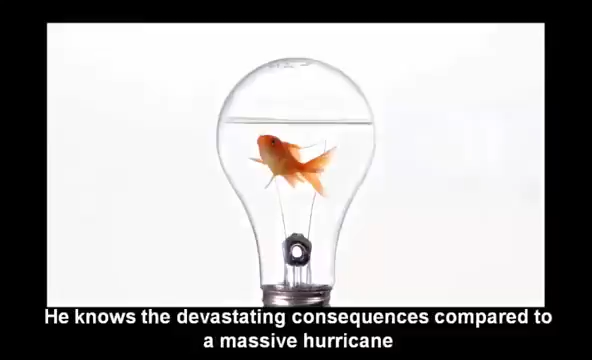 He knows the devastating consequences compared to
a massive hurricane